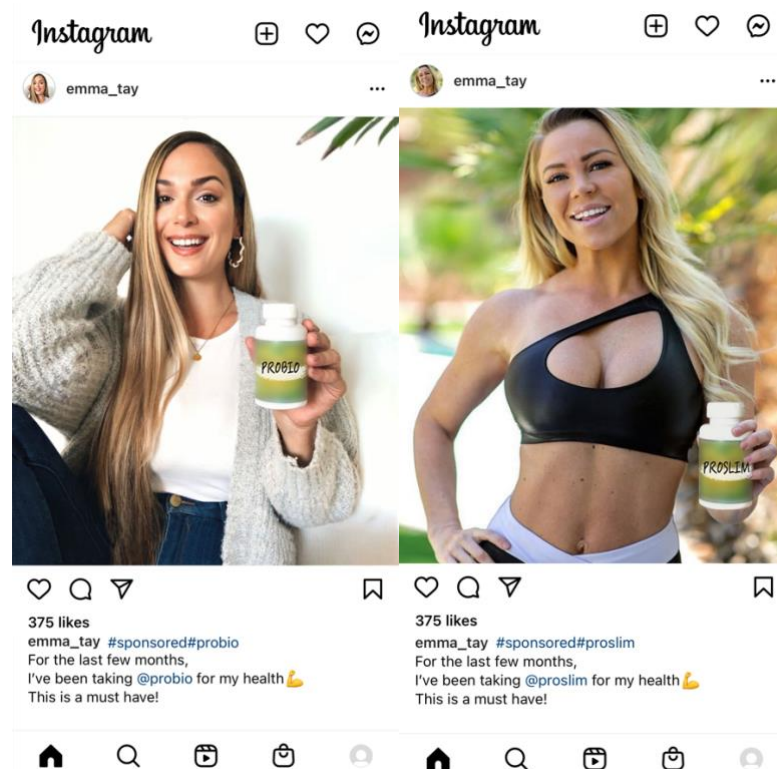 Instagram
emma_tay
PROBIO
375 likes
emma_tay #sponsored#probio
For the last few months,
I've been taking @probio for my health💪
This is a must have!
Instagram
emma_tay
PROSLIM
375 likes
emma_tay #sponsored#proslim
For the last few months,
I've been taking @proslim for my health💪
This is a must have!